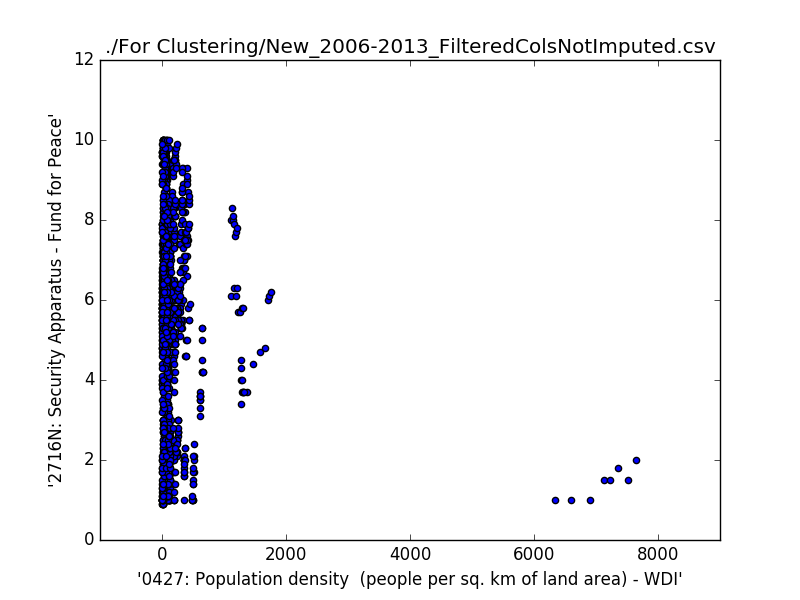 ./For Clustering/New_2006-2013_FilteredColsNotImputed.csv
12
10
8
6
4
2
0
'2716N: Security Apparatus - Fund for Peace'
0 2000 4000 6000 8000
'0427: Population density  (people per sq. km of land area) - WDI'